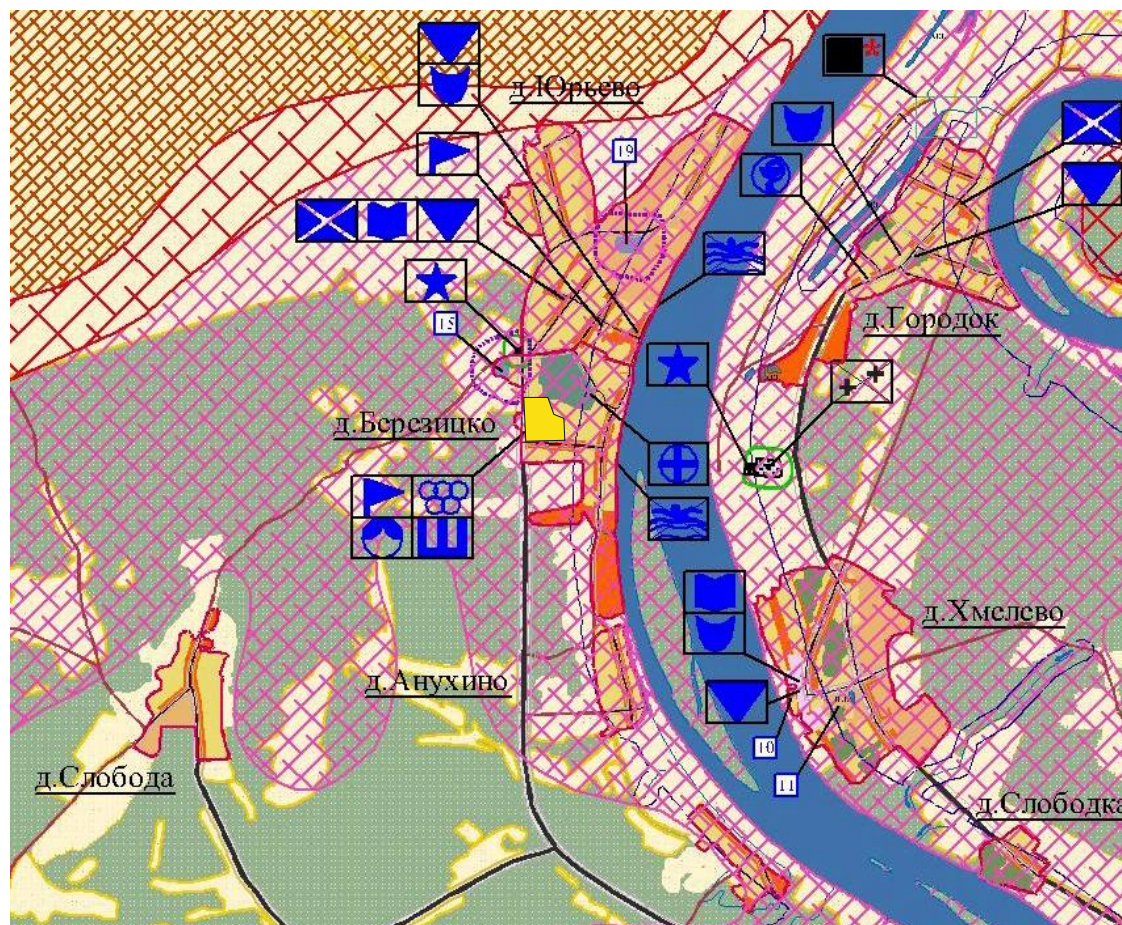 д.Юрьево
19
15
д.Городок
д.Березицко
д.Хмелево
д.Анухино
10
11
д.Слобода
д.Слободка